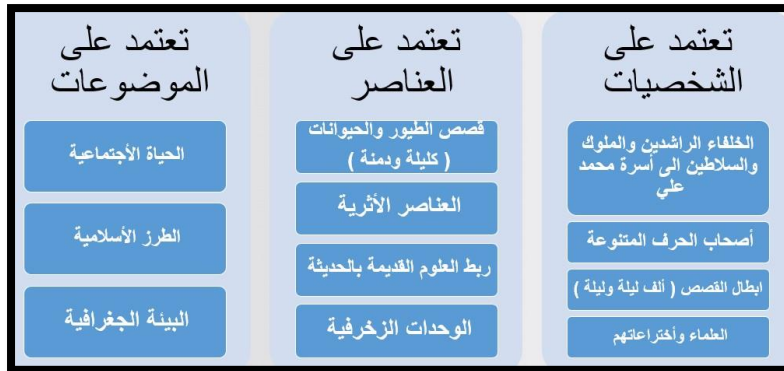 تعتمد على
الشخصيات
الخلفاء الراشدين والملوك
والسلاطين الى أسرة محمد
علي
أصحاب الحرف المتنوعة
ابطال القصص ( ألف ليلة وليلة )
العلماء وأختراعاتهم
تعتمد على
العناصر
قصص الطيور والحيوانات
( كليلة ودمنة )
العناصر الأثرية
ربط العلوم القديمة بالحديثة
الوحدات الزخرفية
تعتمد على
الموضوعات
الحياة الأجتماعية
الطرز الأسلامية
البيئة الجغرافية